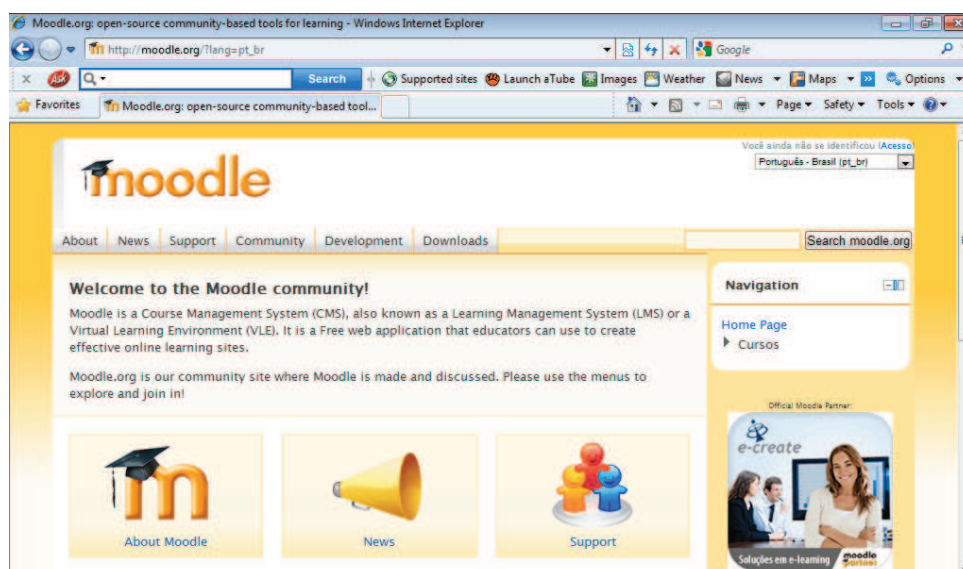 Moodle.org: open-source community-based tools for learning - Windows Internet Explorer
http://moodle.org/?lang=pt_br
Google
x ASK Search Supported sites Launch aTube Images Weather News Maps » Options
Favorites Moodle.org: open-source community-based tool... Page Safety Tools
Você ainda não se identificou (Acesso)
Português - Brasil (pt_br)
moodle
About News Support Community Development Downloads Search moodle.org
Welcome to the Moodle community!
Moodle is a Course Management System (CMS), also known as a Learning Management System (LMS) or a
Virtual Learning Environment (VLE). It is a Free web application that educators can use to create
effective online learning sites.
Moodle.org is our community site where Moodle is made and discussed. Please use the menus to
explore and join in!
About Moodle News Support
Navigation
Home Page
Cursos
Official Moodle Partner:
e-create
Soluções em e-learning moodle partner